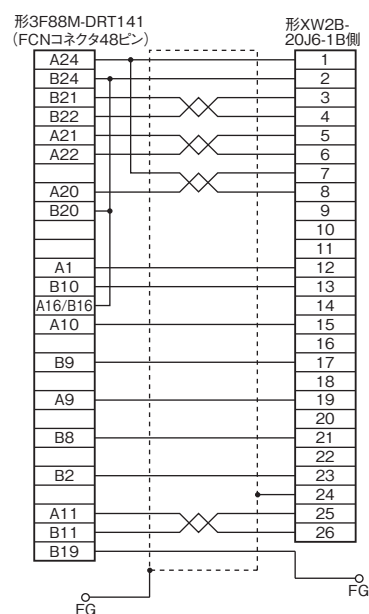 形3F88M-DRT141
（FCNコネクタ48ピン）
形XW2B-
20J6-1B側
A24 1
B24 2
B21 3
B22 4
A21 5
A22 6
7
A20 8
B20 9
10
11
A1 12
B10 13
A16/B16 14
A10 15
16
B9 17
18
A9 19
20
B8 21
22
B2 23
24
A11 25
B11 26
B19
FG
FG